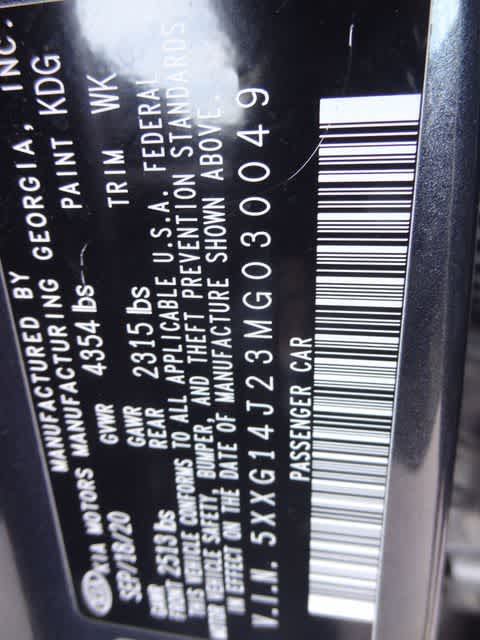 MANUFACTURED BY
KIA MOTORS MANUFACTURING GEORGIA, INC.
SEP/18/20 GVWR 4354 lbs PAINT KDG
GAWR FRONT 2513 lbs GAWR REAR 2315 lbs TRIM WK
THIS VEHICLE CONFORMS TO ALL APPLICABLE U.S.A. FEDERAL
MOTOR VEHICLE SAFETY, BUMPER, AND THEFT PREVENTION STANDARDS
IN EFFECT ON THE DATE OF MANUFACTURE SHOWN ABOVE.
V.I.N. 5XXG14J23MG030049
PASSENGER CAR